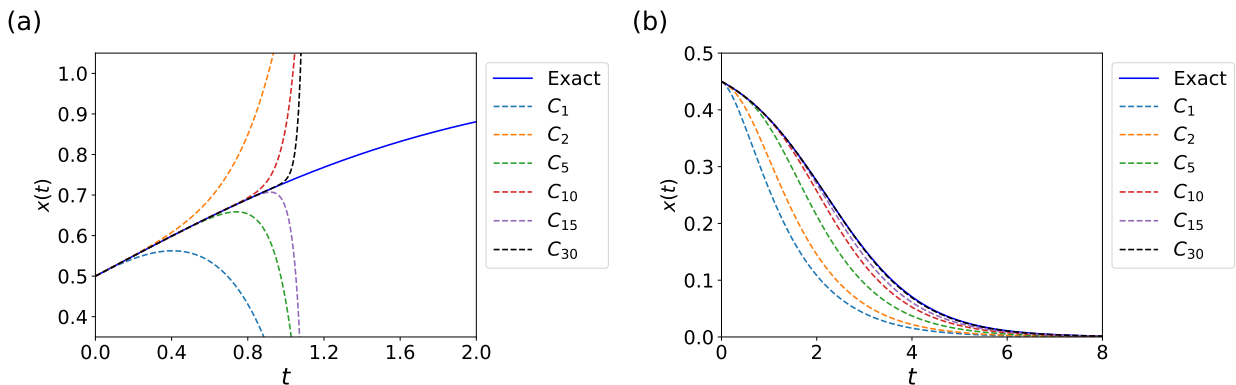 (a)
x(t)
1.0
0.9
0.8
0.7
0.6
0.5
0.4
0.0 0.4 0.8 1.2 1.6 2.0
t
Exact
C₁
C₂
C₅
C₁₀
C₁₅
C₃₀
(b)
x(t)
0.5
0.4
0.3
0.2
0.1
0.0
0 2 4 6 8
t
Exact
C₁
C₂
C₅
C₁₀
C₁₅
C₃₀